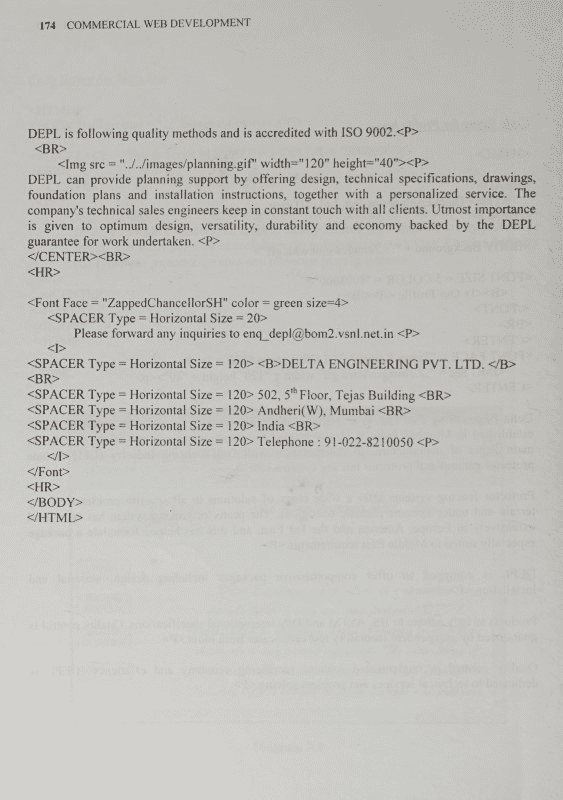 174 COMMERCIAL WEB DEVELOPMENT
DEPL is following quality methods and is accredited with ISO 9002.<P>
<BR>
<Img src = "../../images/planning.gif" width="120" height="40"><P>
DEPL can provide planning support by offering design, technical specifications, drawings,
foundation plans and installation instructions, together with a personalized service. The
company's technical sales engineers keep in constant touch with all clients. Utmost importance
is given to optimum design, versatility, durability and economy backed by the DEPL
guarantee for work undertaken. <P>
</CENTER><BR>
<HR>
<Font Face = "ZappedChancellorSH" color = green size=4>
<SPACER Type = Horizontal Size = 20>
Please forward any inquiries to enq_depl@bom2.vsnl.net.in <P>
<I>
<SPACER Type = Horizontal Size = 120> <B>DELTA ENGINEERING PVT. LTD. </B>
<BR>
<SPACER Type = Horizontal Size = 120> 502, 5th Floor, Tejas Building <BR>
<SPACER Type = Horizontal Size = 120> Andheri(W), Mumbai <BR>
<SPACER Type = Horizontal Size = 120> India <BR>
<SPACER Type = Horizontal Size = 120> Telephone : 91-022-8210050 <P>
</I>
</Font>
<HR>
</BODY>
</HTML>